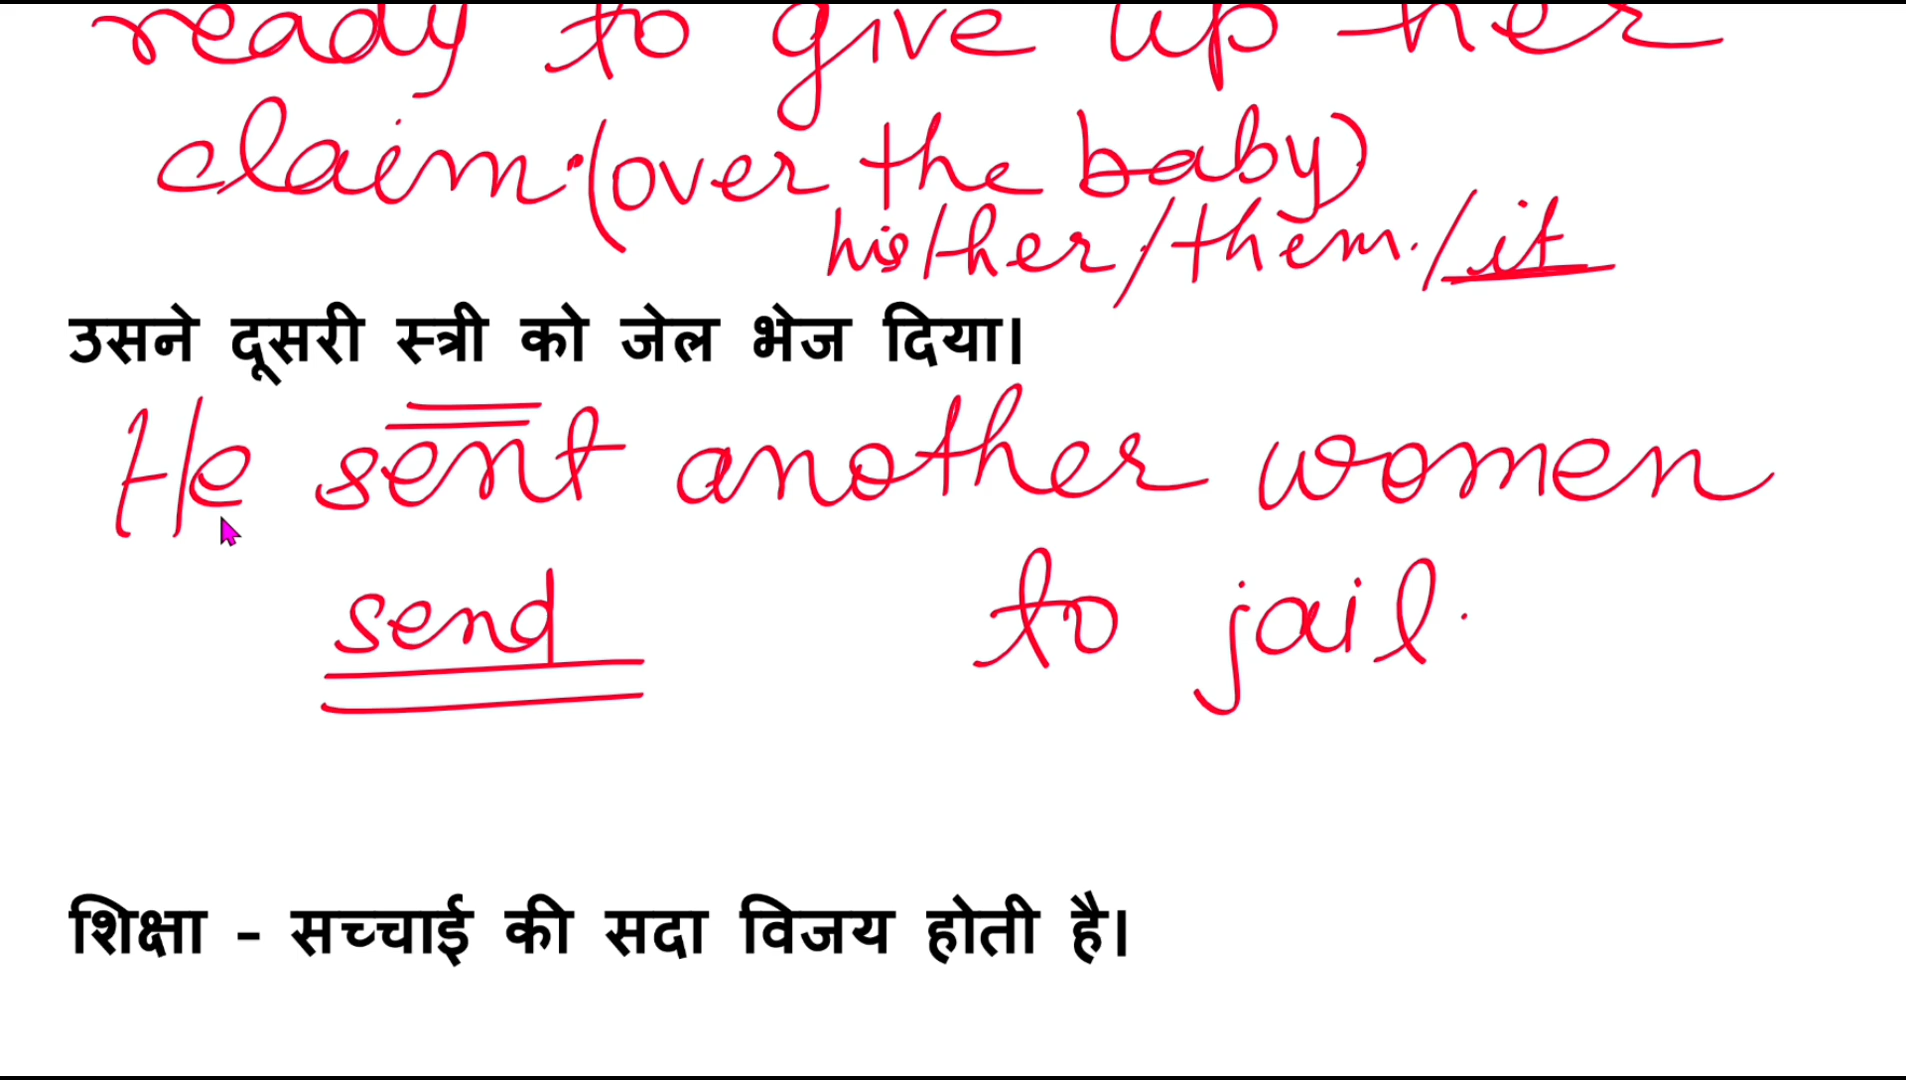 ready to give up her
claim. (over the baby)
his/her/them./it
उसने दूसरी स्त्री को जेल भेज दिया।
He sent another women
send to jail.
शिक्षा - सच्चाई की सदा विजय होती है।